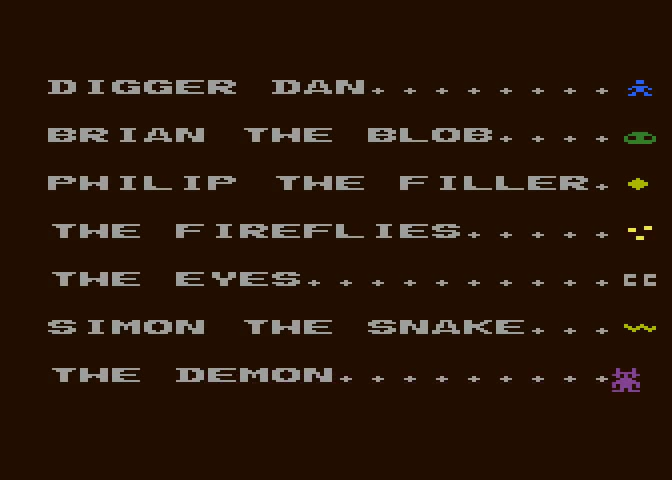 DIGGER DAN. . . . . . . .
BRIAN THE BLOB. . . .
PHILIP THE FILLER.
THE FIREFLIES. . . . .
THE EYES. . . . . . . . . .
SIMON THE SNAKE. . .
THE DEMON. . . . . . . . .